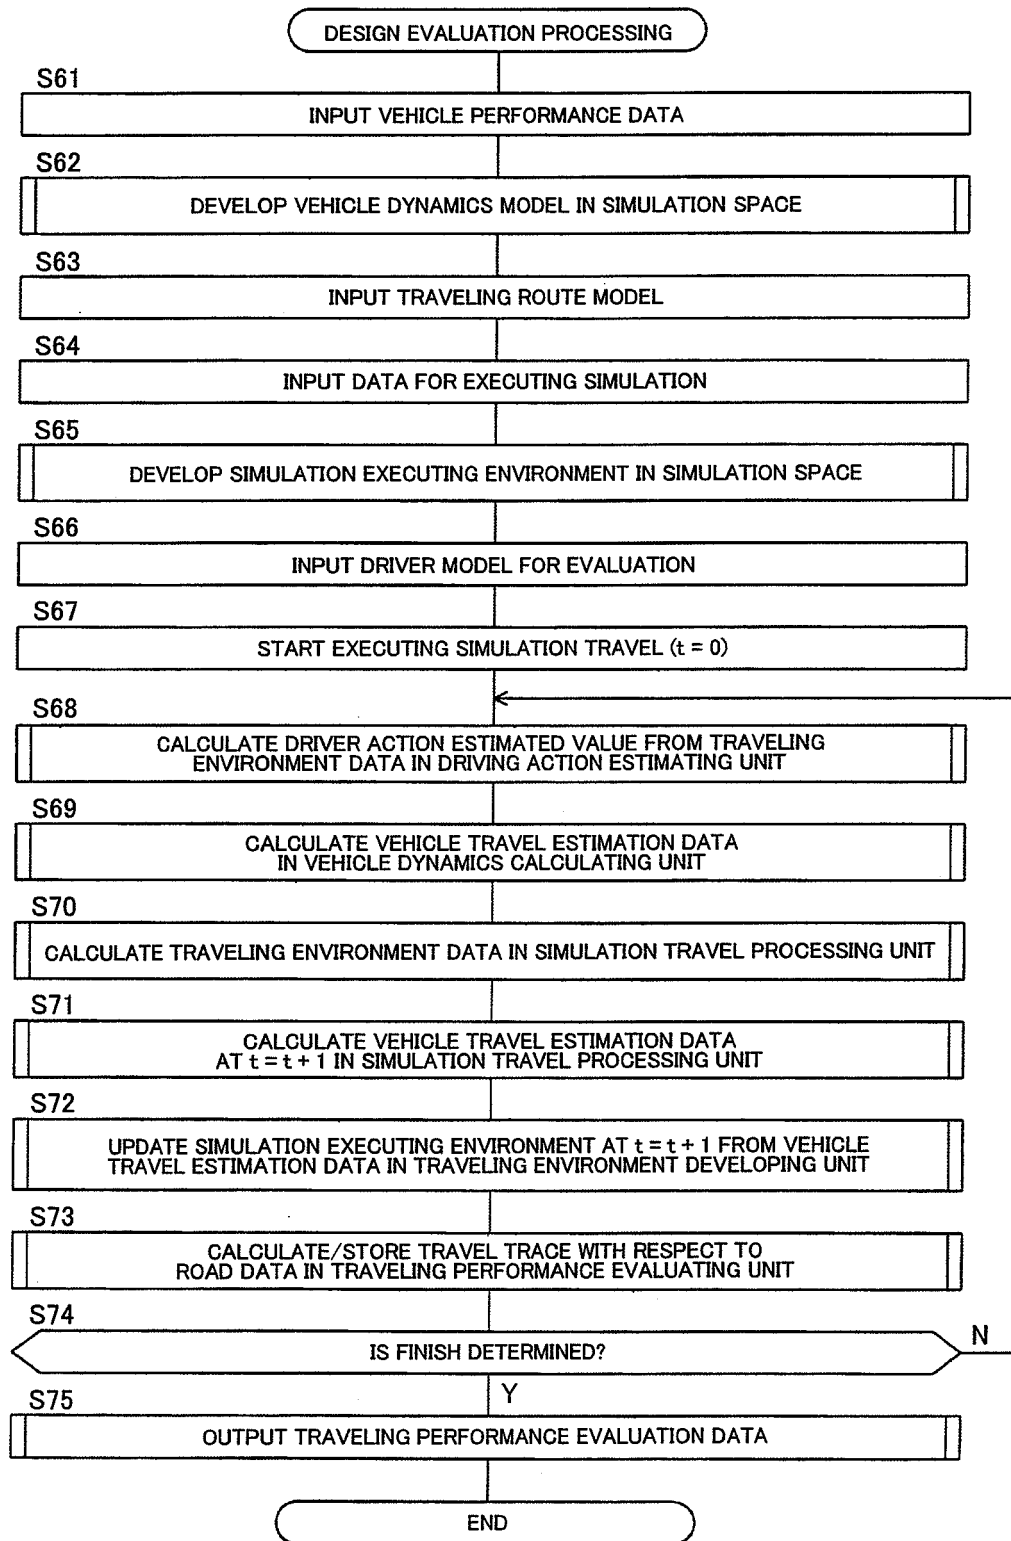 DESIGN EVALUATION PROCESSING
S61
INPUT VEHICLE PERFORMANCE DATA
S62
DEVELOP VEHICLE DYNAMICS MODEL IN SIMULATION SPACE
S63
INPUT TRAVELING ROUTE MODEL
S64
INPUT DATA FOR EXECUTING SIMULATION
S65
DEVELOP SIMULATION EXECUTING ENVIRONMENT IN SIMULATION SPACE
S66
INPUT DRIVER MODEL FOR EVALUATION
S67
START EXECUTING SIMULATION TRAVEL (t = 0)
S68
CALCULATE DRIVER ACTION ESTIMATED VALUE FROM TRAVELING
ENVIRONMENT DATA IN DRIVING ACTION ESTIMATING UNIT
S69
CALCULATE VEHICLE TRAVEL ESTIMATION DATA
IN VEHICLE DYNAMICS CALCULATING UNIT
S70
CALCULATE TRAVELING ENVIRONMENT DATA IN SIMULATION TRAVEL PROCESSING UNIT
S71
CALCULATE VEHICLE TRAVEL ESTIMATION DATA
AT t = t + 1 IN SIMULATION TRAVEL PROCESSING UNIT
S72
UPDATE SIMULATION EXECUTING ENVIRONMENT AT t = t + 1 FROM VEHICLE
TRAVEL ESTIMATION DATA IN TRAVELING ENVIRONMENT DEVELOPING UNIT
S73
CALCULATE/STORE TRAVEL TRACE WITH RESPECT TO
ROAD DATA IN TRAVELING PERFORMANCE EVALUATING UNIT
S74
IS FINISH DETERMINED?
N
Y
S75
OUTPUT TRAVELING PERFORMANCE EVALUATION DATA
END